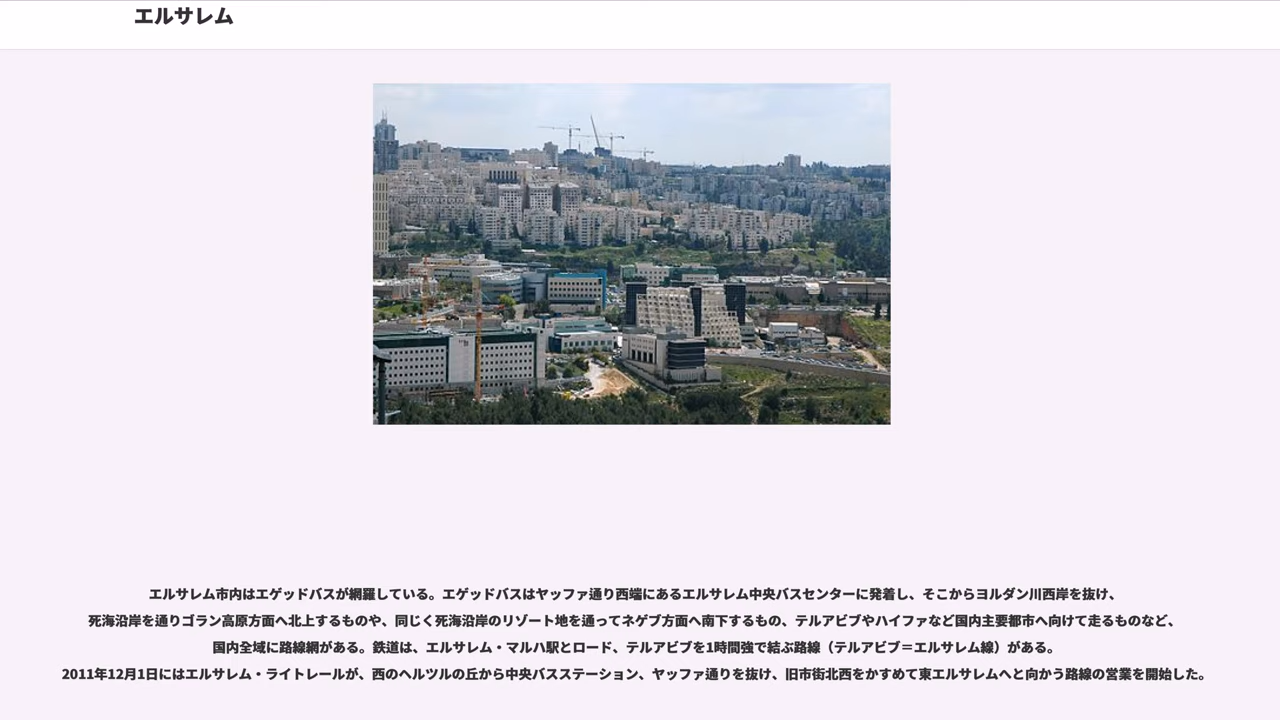 エルサレム
エルサレム市内はエゲッドバスが網羅している。エゲッドバスはヤッファ通り西端にあるエルサレム中央バスセンターに発着し、そこからヨルダン川西岸を抜け、
死海沿岸を通りゴラン高原方面へ北上するものや、同じく死海沿岸のリゾート地を通ってネゲブ方面へ南下するもの、テルアビブやハイファなど国内主要都市へ向けて走るものなど、
国内全域に路線網がある。鉄道は、エルサレム・マルハ駅とロード、テルアビブを1時間強で結ぶ路線（テルアビブ＝エルサレム線）がある。
2011年12月1日にはエルサレム・ライトレールが、西のヘルツルの丘から中央バスステーション、ヤッファ通りを抜け、旧市街北西をかすめて東エルサレムへと向かう路線の営業を開始した。